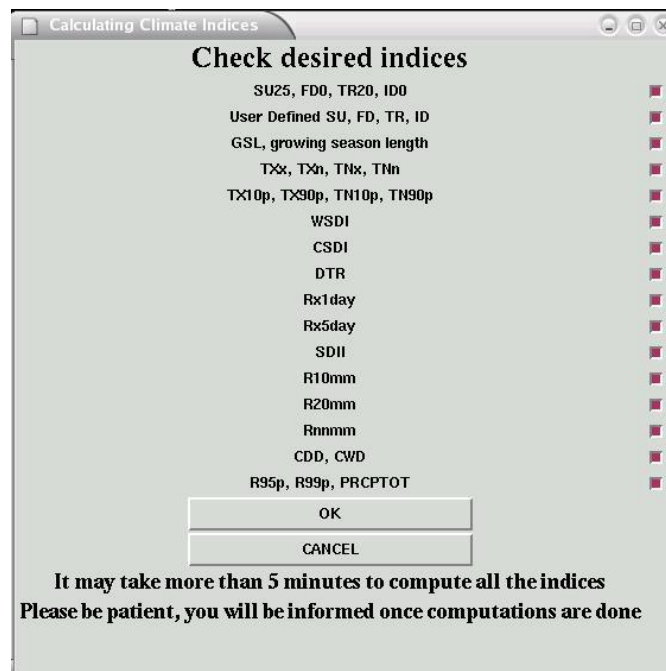 Calculating Climate Indices
Check desired indices
SU25, FD0, TR20, ID0
User Defined SU, FD, TR, ID
GSL, growing season length
TXx, TXn, TNx, TNn
TX10p, TX90p, TN10p, TN90p
WSDI
CSDI
DTR
Rx1day
Rx5day
SDII
R10mm
R20mm
Rnnmm
CDD, CWD
R95p, R99p, PRCPTOT
OK
CANCEL
It may take more than 5 minutes to compute all the indices
Please be patient, you will be informed once computations are done